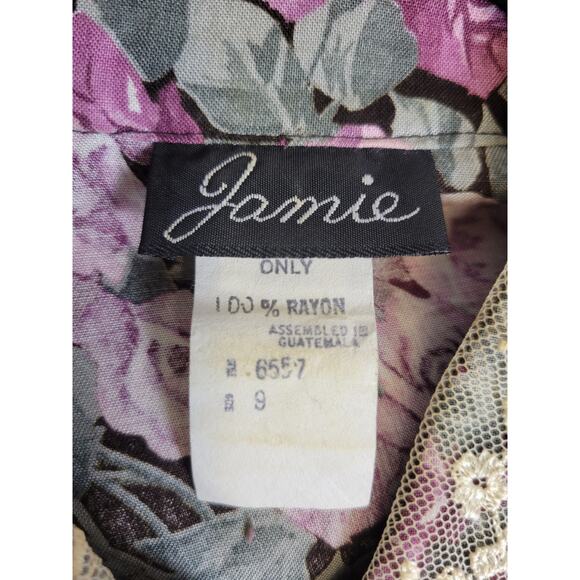 Jamie
ONLY
100 % RAYON
ASSEMBLED IN
GUATEMALA
6557
9